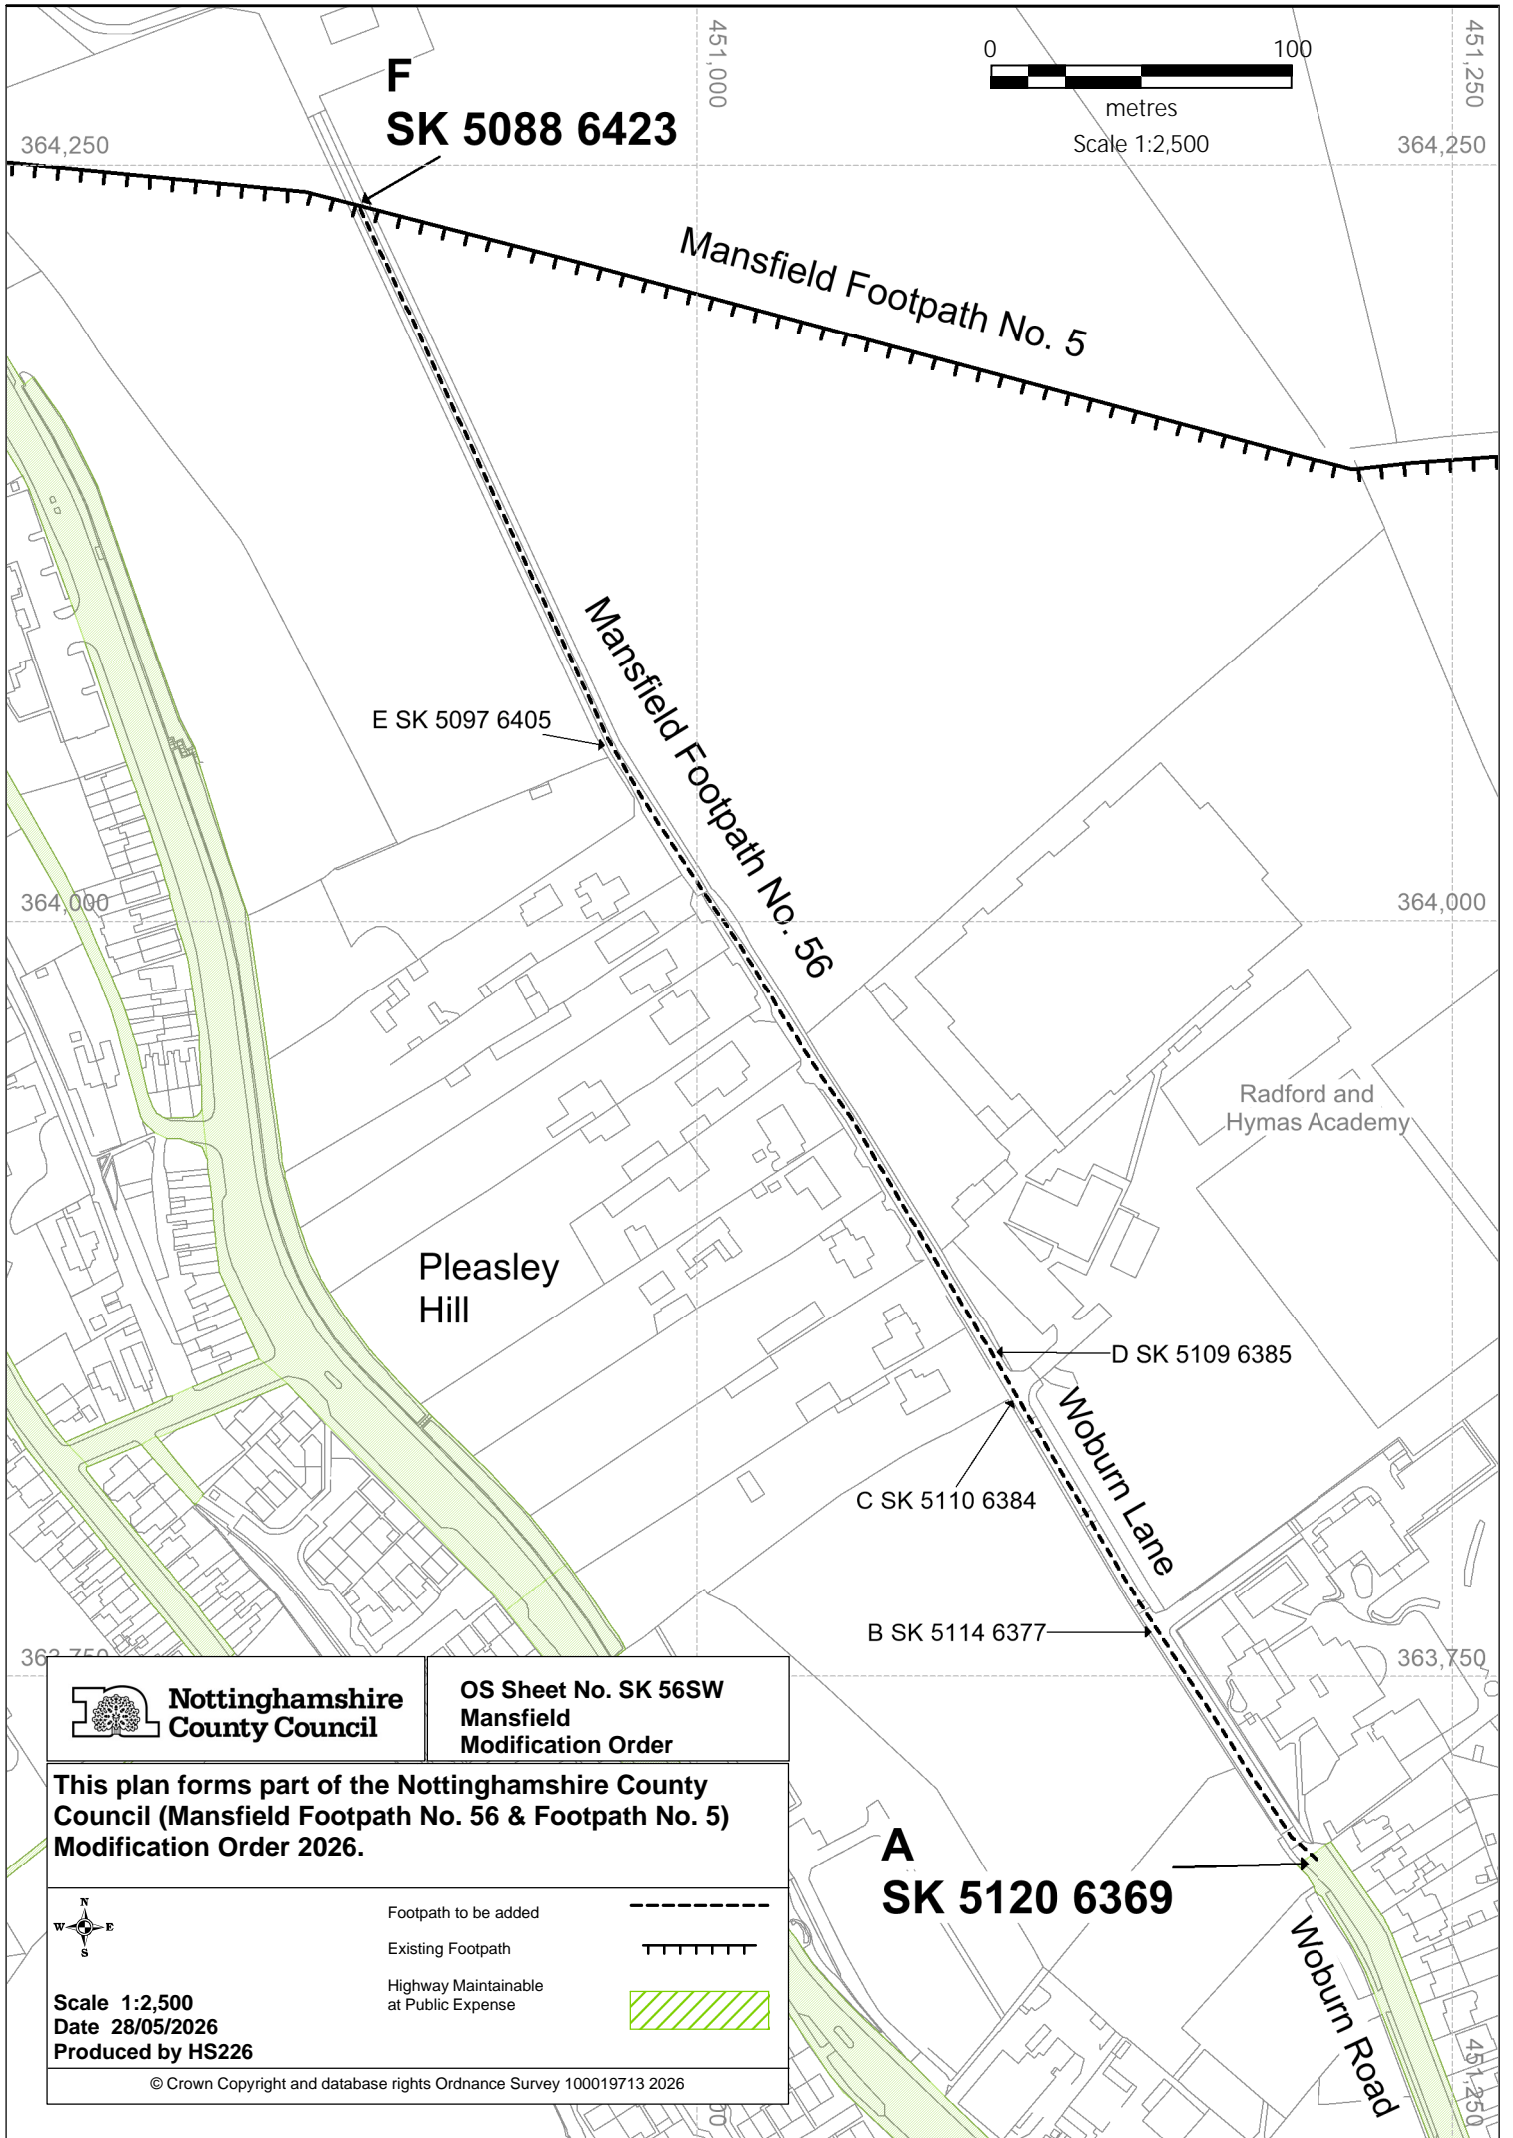 451,000
451,250
0
100
metres
Scale 1:2,500
F
SK 5088 6423
364,250
364,250
Mansfield Footpath No. 5
E SK 5097 6405
Mansfield Footpath No. 56
364,000
364,000
Radford and
Hymas Academy
Pleasley
Hill
D SK 5109 6385
Woburn Lane
C SK 5110 6384
B SK 5114 6377
363,750
363,750
A
SK 5120 6369
Woburn Road
451,250
Nottinghamshire
County Council
OS Sheet No. SK 56SW
Mansfield
Modification Order
This plan forms part of the Nottinghamshire County
Council (Mansfield Footpath No. 56 & Footpath No. 5)
Modification Order 2026.
N
W E
S
Footpath to be added
Existing Footpath
Highway Maintainable
at Public Expense
Scale 1:2,500
Date 28/05/2026
Produced by HS226
© Crown Copyright and database rights Ordnance Survey 100019713 2026